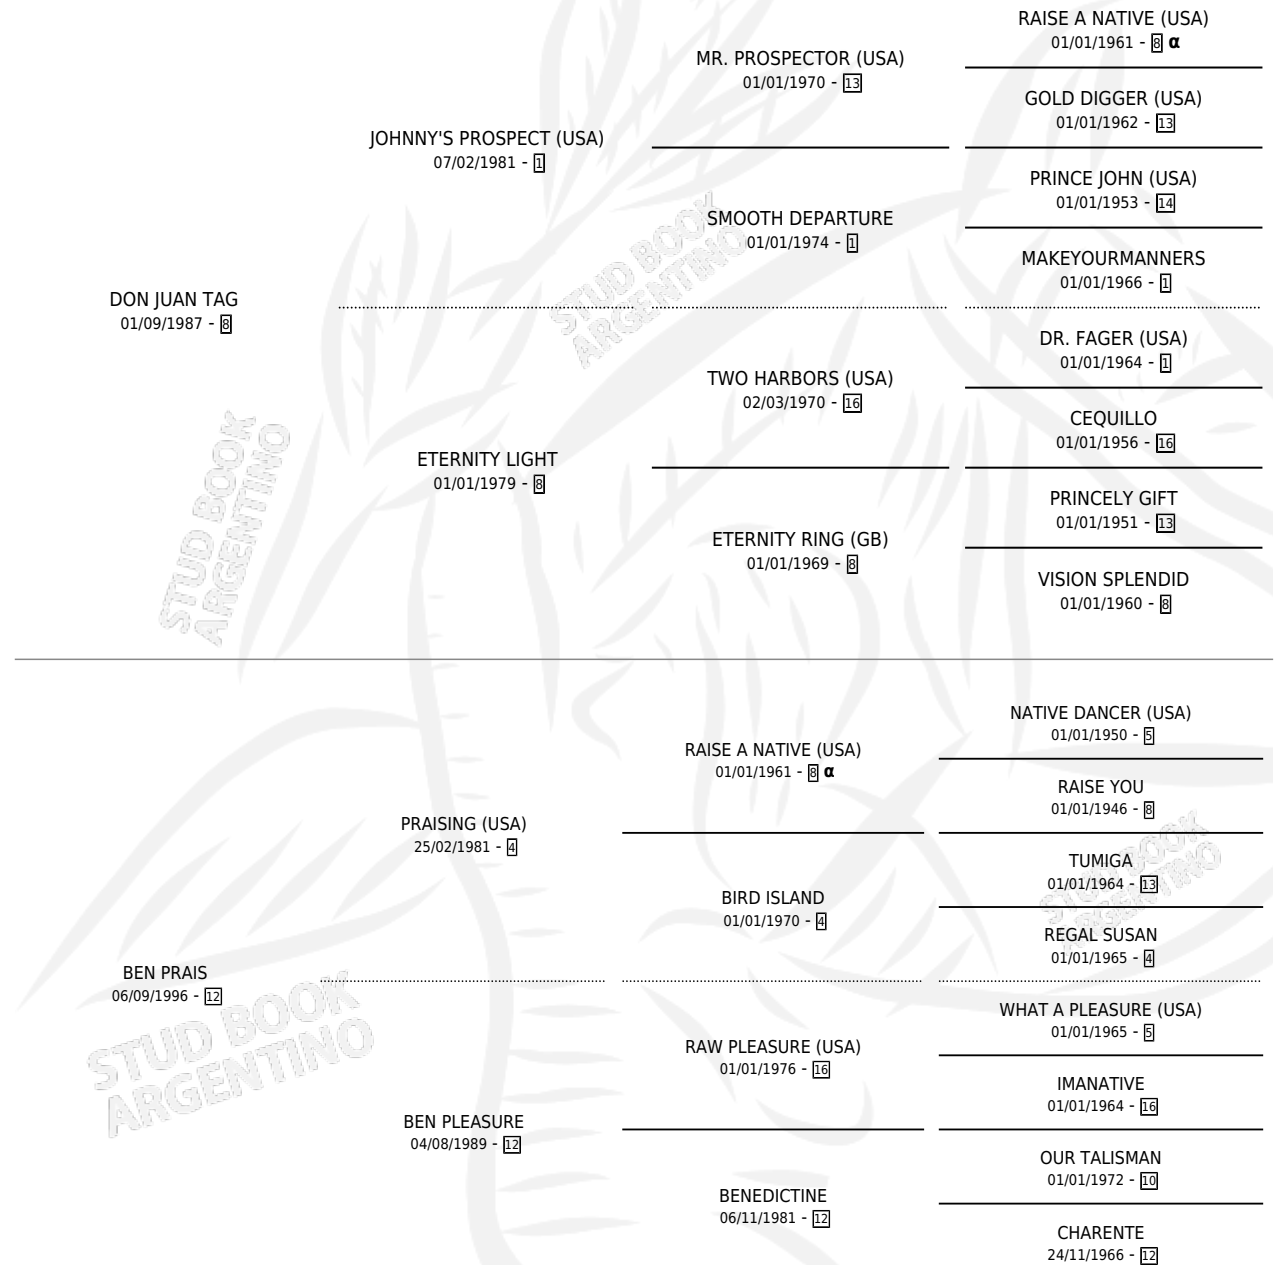 RAISE A NATIVE (USA)
01/01/1961 - 8 α
MR. PROSPECTOR (USA)
01/01/1970 - 13
GOLD DIGGER (USA)
01/01/1962 - 13
JOHNNY'S PROSPECT (USA)
07/02/1981 - 1
PRINCE JOHN (USA)
01/01/1953 - 14
SMOOTH DEPARTURE
01/01/1974 - 1
MAKEYOURMANNERS
01/01/1966 - 1
DON JUAN TAG
01/09/1987 - 8
DR. FAGER (USA)
01/01/1964 - 1
TWO HARBORS (USA)
02/03/1970 - 16
CEQUILLO
01/01/1956 - 16
ETERNITY LIGHT
01/01/1979 - 8
PRINCELY GIFT
01/01/1951 - 13
ETERNITY RING (GB)
01/01/1969 - 8
VISION SPLENDID
01/01/1960 - 8
NATIVE DANCER (USA)
01/01/1950 - 5
RAISE A NATIVE (USA)
01/01/1961 - 8 α
RAISE YOU
01/01/1946 - 8
PRAISING (USA)
25/02/1981 - 4
TUMIGA
01/01/1964 - 13
BIRD ISLAND
01/01/1970 - 4
REGAL SUSAN
01/01/1965 - 4
BEN PRAIS
06/09/1996 - 12
WHAT A PLEASURE (USA)
01/01/1965 - 5
RAW PLEASURE (USA)
01/01/1976 - 16
IMANATIVE
01/01/1964 - 16
BEN PLEASURE
04/08/1989 - 12
OUR TALISMAN
01/01/1972 - 10
BENEDICTINE
06/11/1981 - 12
CHARENTE
24/11/1966 - 12
STUD BOOK
ARGENTINO
STUD BOOK
ARGENTINO
STUD BOOK
ARGENTINO
STUD BOOK
ARGENTINO